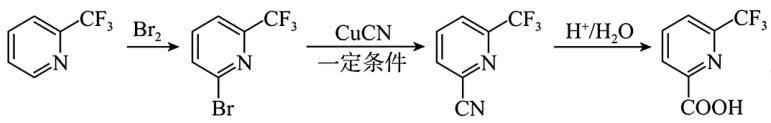 CF₃ N Br₂ CF₃ N Br CuCN 一定条件 CF₃ N CN H⁺/H₂O CF₃ N COOH